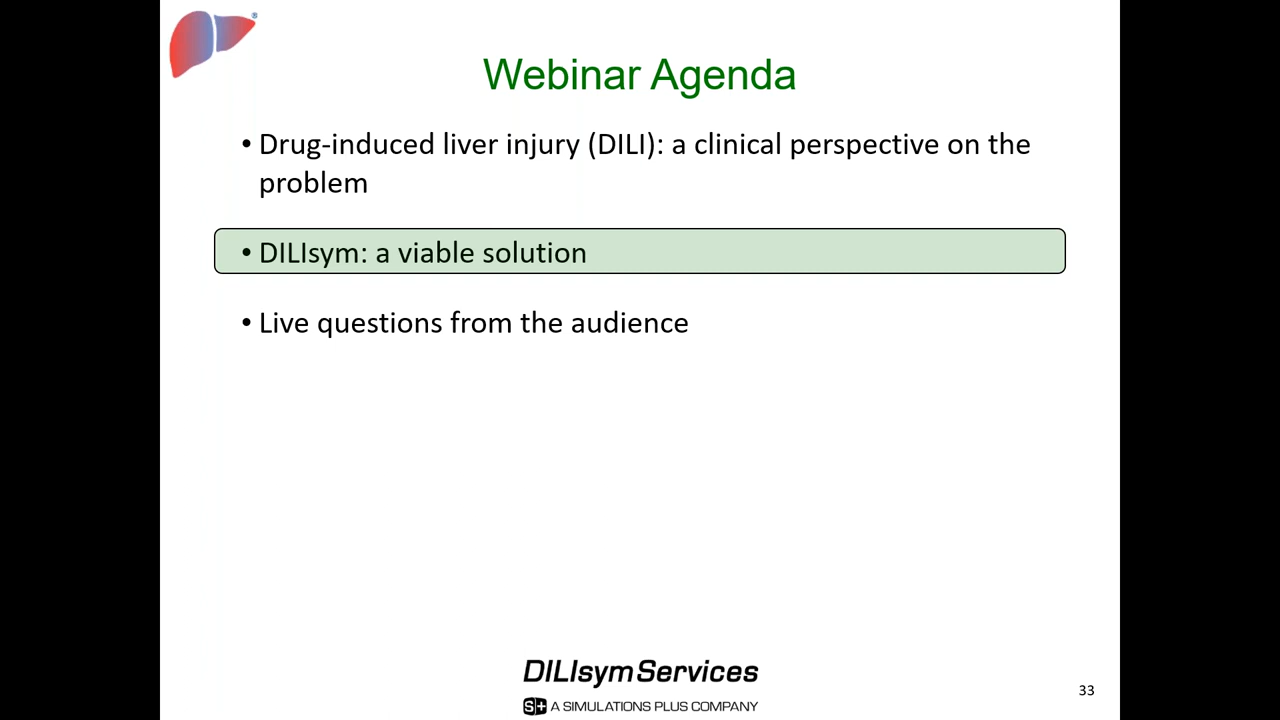 ®
Webinar Agenda
• Drug-induced liver injury (DILI): a clinical perspective on the
problem
• DILIsym: a viable solution
• Live questions from the audience
DILIsym Services
S+ A SIMULATIONS PLUS COMPANY
33